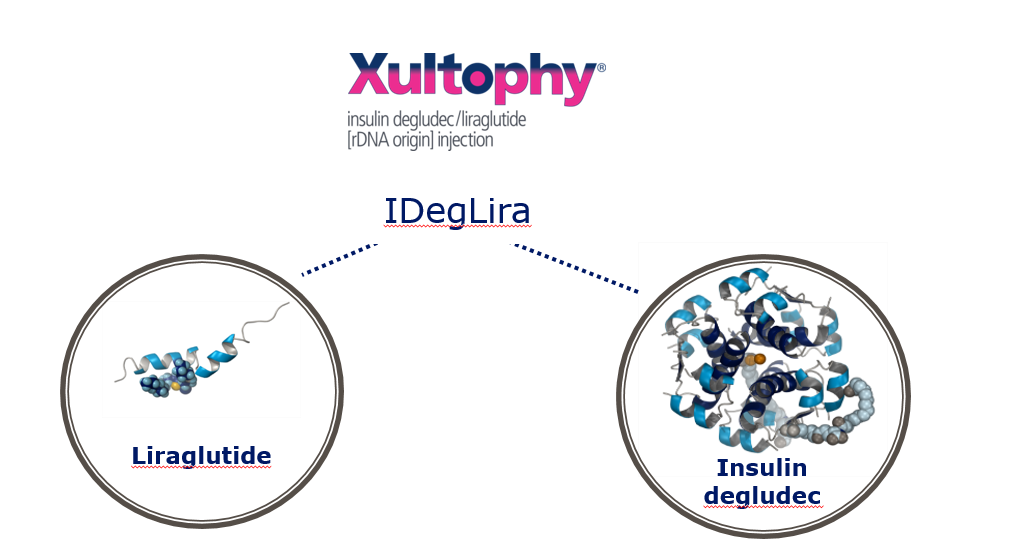 Xultophy®
insulin degludec/liraglutide
[rDNA origin] injection
IDegLira
Liraglutide
Insulin
degludec